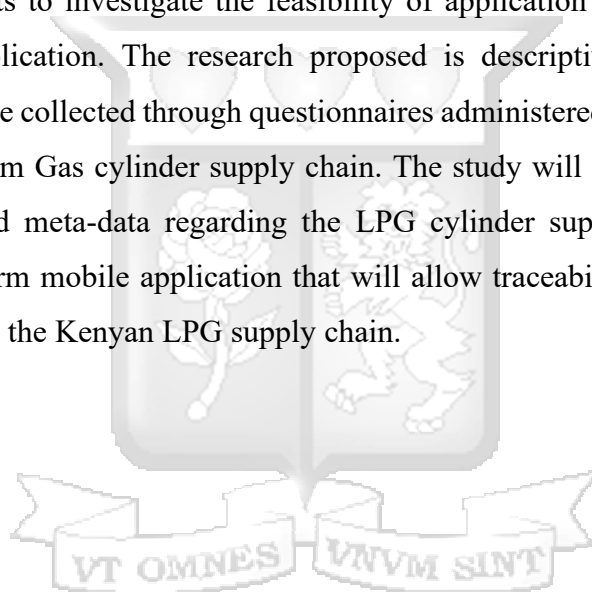 ts to investigate the feasibility of application
plication. The research proposed is descripti
e collected through questionnaires administered
m Gas cylinder supply chain. The study will
d meta-data regarding the LPG cylinder sup
rm mobile application that will allow traceabi
the Kenyan LPG supply chain.
VT OMNES VNVM SINT